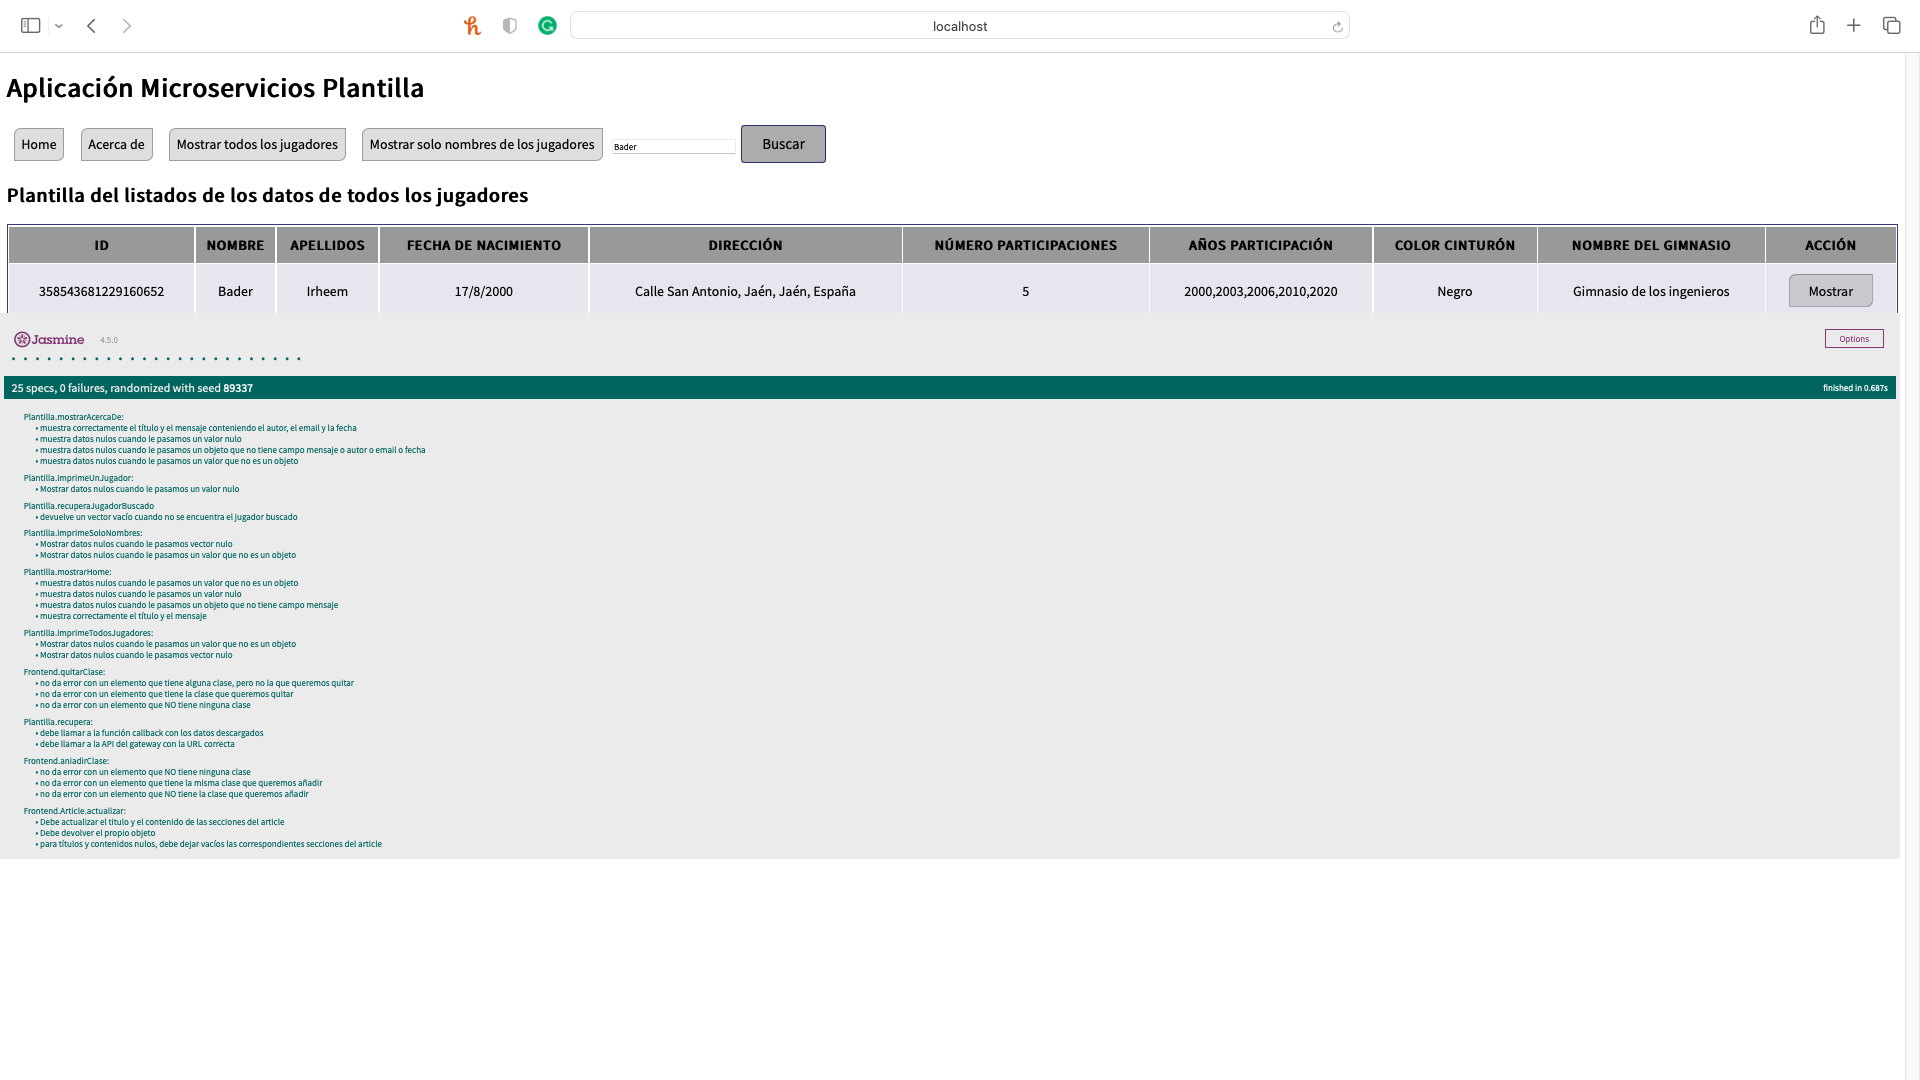 localhost
Aplicación Microservicios Plantilla
Home Acerca de Mostrar todos los jugadores Mostrar solo nombres de los jugadores Bader Buscar
Plantilla del listados de los datos de todos los jugadores
ID NOMBRE APELLIDOS FECHA DE NACIMIENTO DIRECCIÓN NÚMERO PARTICIPACIONES AÑOS PARTICIPACIÓN COLOR CINTURÓN NOMBRE DEL GIMNASIO ACCIÓN
358543681229160652 Bader Irheem 17/8/2000 Calle San Antonio, Jaén, Jaén, España 5 2000,2003,2006,2010,2020 Negro Gimnasio de los ingenieros Mostrar
Jasmine 4.5.0 Options
25 specs, 0 failures, randomized with seed 89337 finished in 0.687s
Plantilla.mostrarAcercaDe:
• muestra correctamente el título y el mensaje conteniendo el autor, el email y la fecha
• muestra datos nulos cuando le pasamos un valor nulo
• muestra datos nulos cuando le pasamos un objeto que no tiene campo mensaje o autor o email o fecha
• muestra datos nulos cuando le pasamos un valor que no es un objeto
Plantilla.imprimeUnJugador:
• Mostrar datos nulos cuando le pasamos un valor nulo
Plantilla.recuperaJugadorBuscado
• devuelve un vector vacío cuando no se encuentra el jugador buscado
Plantilla.imprimeSoloNombres:
• Mostrar datos nulos cuando le pasamos vector nulo
• Mostrar datos nulos cuando le pasamos un valor que no es un objeto
Plantilla.mostrarHome:
• muestra datos nulos cuando le pasamos un valor que no es un objeto
• muestra datos nulos cuando le pasamos un valor nulo
• muestra datos nulos cuando le pasamos un objeto que no tiene campo mensaje
• muestra correctamente el título y el mensaje
Plantilla.imprimeTodosJugadores:
• Mostrar datos nulos cuando le pasamos un valor que no es un objeto
• Mostrar datos nulos cuando le pasamos vector nulo
Frontend.quitarClase:
• no da error con un elemento que tiene alguna clase, pero no la que queremos quitar
• no da error con un elemento que tiene la clase que queremos quitar
• no da error con un elemento que NO tiene ninguna clase
Plantilla.recupera:
• debe llamar a la función callback con los datos descargados
• debe llamar a la API del gateway con la URL correcta
Frontend.aniadirClase:
• no da error con un elemento que NO tiene ninguna clase
• no da error con un elemento que tiene la misma clase que queremos añadir
• no da error con un elemento que NO tiene la clase que queremos añadir
Frontend.Article.actualizar:
• Debe actualizar el titulo y el contenido de las secciones del article
• Debe devolver el propio objeto
• para títulos y contenidos nulos, debe dejar vacíos las correspondientes secciones del article